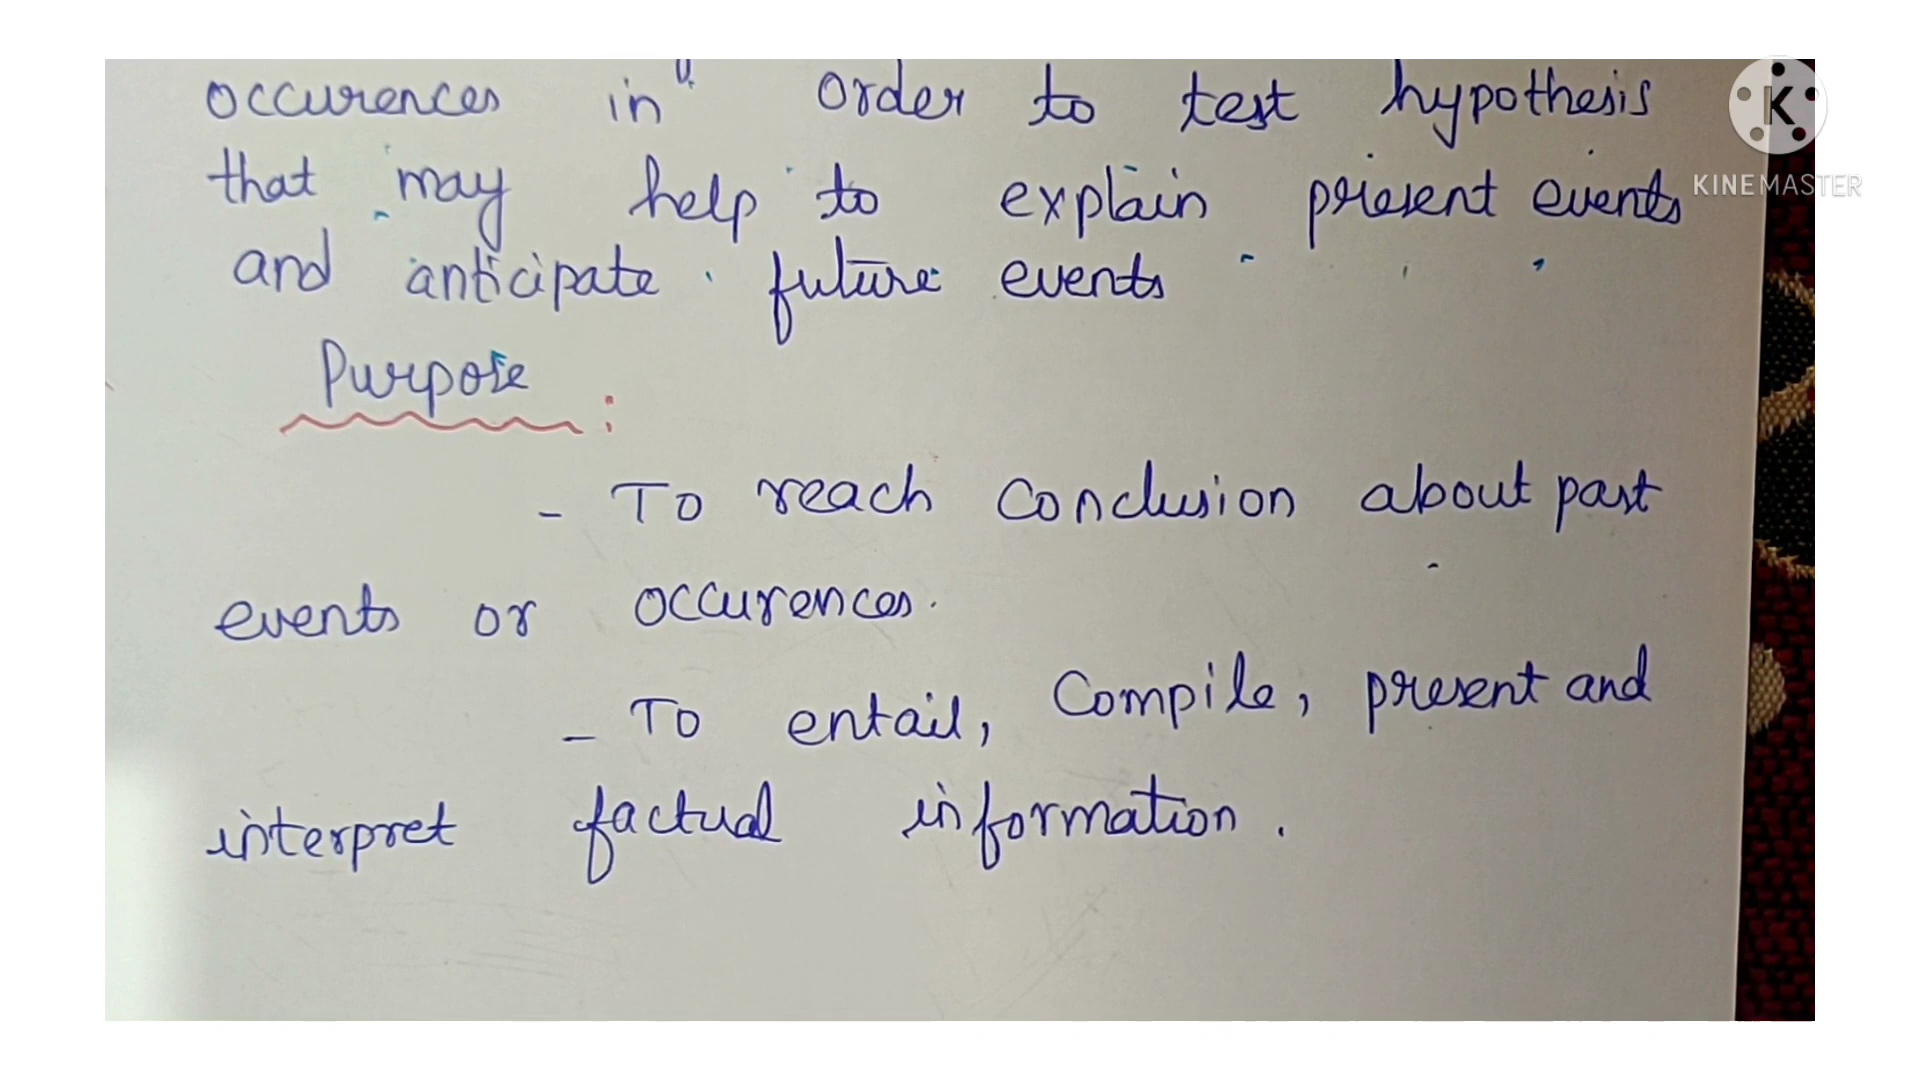 occurences in order to test hypothesis
that may help to explain present events
and anticipate future events
Purpose :
- To reach conclusion about past
events or occurences.
- To entail, compile, present and
interpret factual information.
K
KINEMASTER